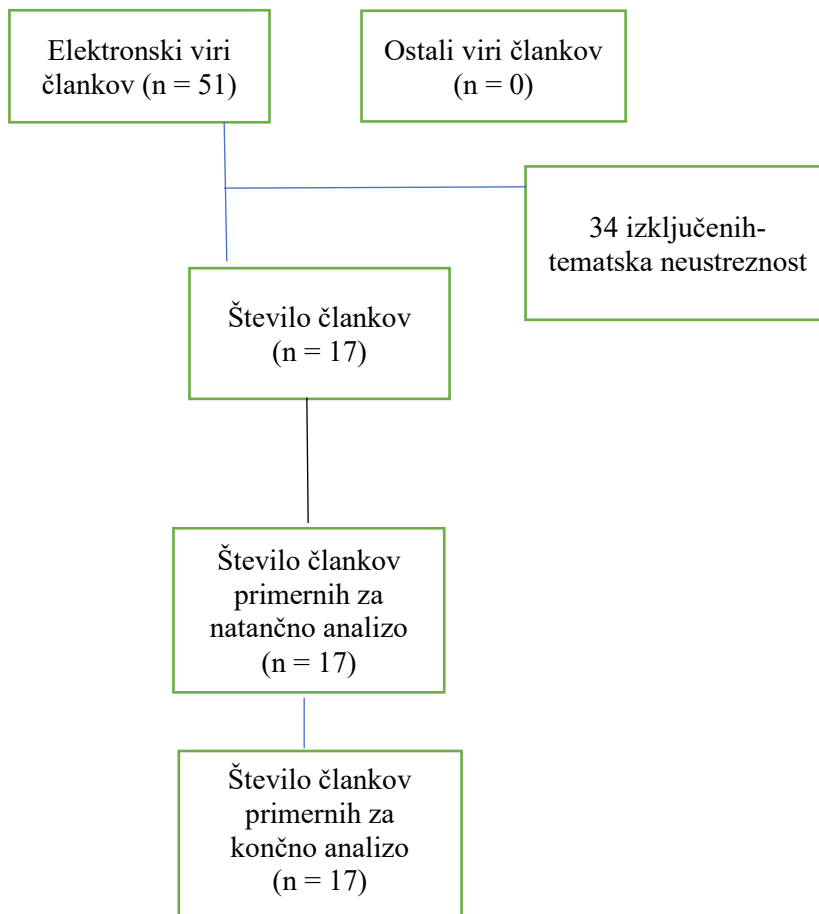 Elektronski viri
člankov (n = 51)
Ostali viri člankov
(n = 0)
34 izključenih-
tematska neustreznost
Število člankov
(n = 17)
Število člankov
primernih za
natančno analizo
(n = 17)
Število člankov
primernih za
končno analizo
(n = 17)